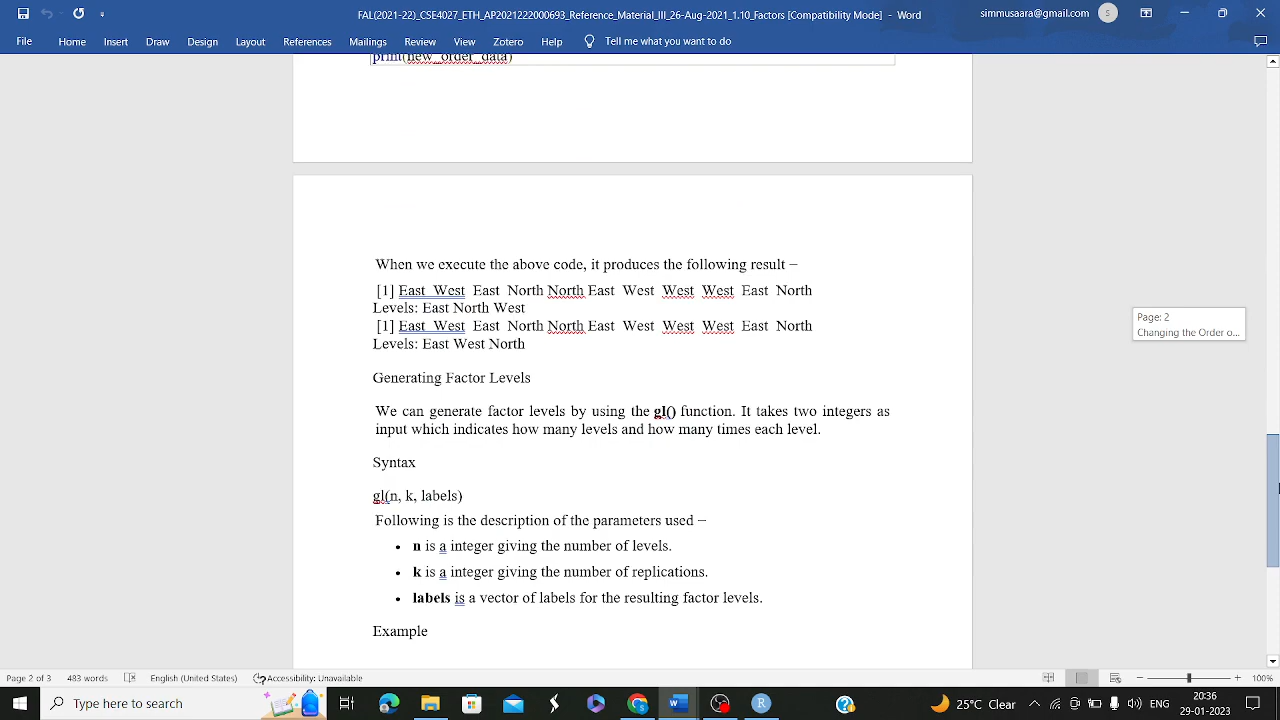 FAL(2021-22)_CSE4027_ETH_AP201222000693_Reference_Material_III_26-Aug-2021_1.10_Factors [Compatibility Mode] - Word
simmusaara@gmail.com
S
File Home Insert Draw Design Layout References Mailings Review View Zotero Help Tell me what you want to do
print(new_order_data)
When we execute the above code, it produces the following result −
[1] East West East North North East West West West East North
Levels: East North West
[1] East West East North North East West West West East North
Levels: East West North
Page: 2
Changing the Order o...
Generating Factor Levels
We can generate factor levels by using the gl() function. It takes two integers as
input which indicates how many levels and how many times each level.
Syntax
gl(n, k, labels)
Following is the description of the parameters used −
• n is a integer giving the number of levels.
• k is a integer giving the number of replications.
• labels is a vector of labels for the resulting factor levels.
Example
Page 2 of 3 483 words English (United States) Accessibility: Unavailable 100%
Type here to search
25°C Clear ENG
20:36
29-01-2023